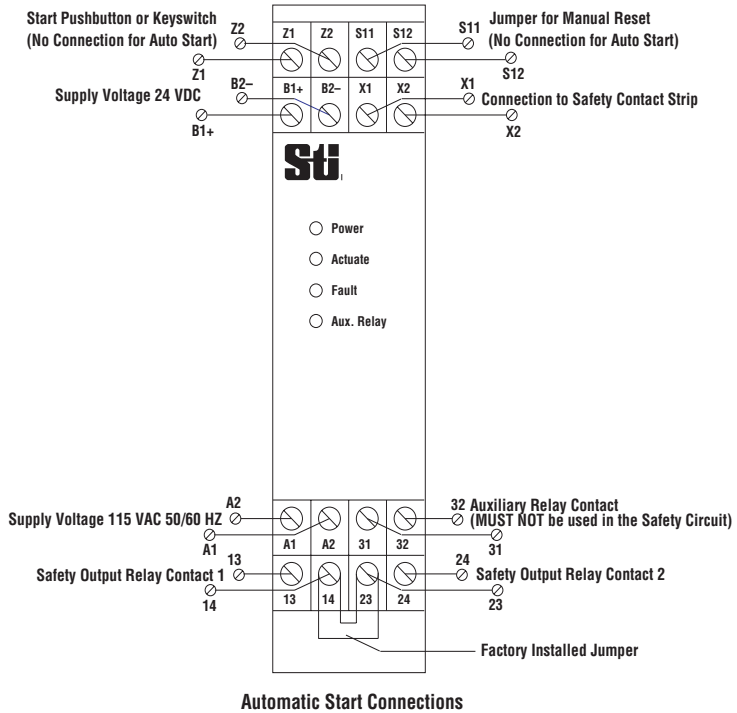 Start Pushbutton or Keyswitch
(No Connection for Auto Start)
Z2
Z1
Z1 Z2 S11 S12
S11
Jumper for Manual Reset
(No Connection for Auto Start)
S12
Supply Voltage 24 VDC
B2–
B1+
B1+ B2– X1 X2
X1
Connection to Safety Contact Strip
X2
Sti
Power
Actuate
Fault
Aux. Relay
Supply Voltage 115 VAC 50/60 HZ
A2
A1
A1 A2 31 32
32 Auxiliary Relay Contact
(MUST NOT be used in the Safety Circuit)
31
13
Safety Output Relay Contact 1
14
13 14 23 24
24
Safety Output Relay Contact 2
23
Factory Installed Jumper
Automatic Start Connections